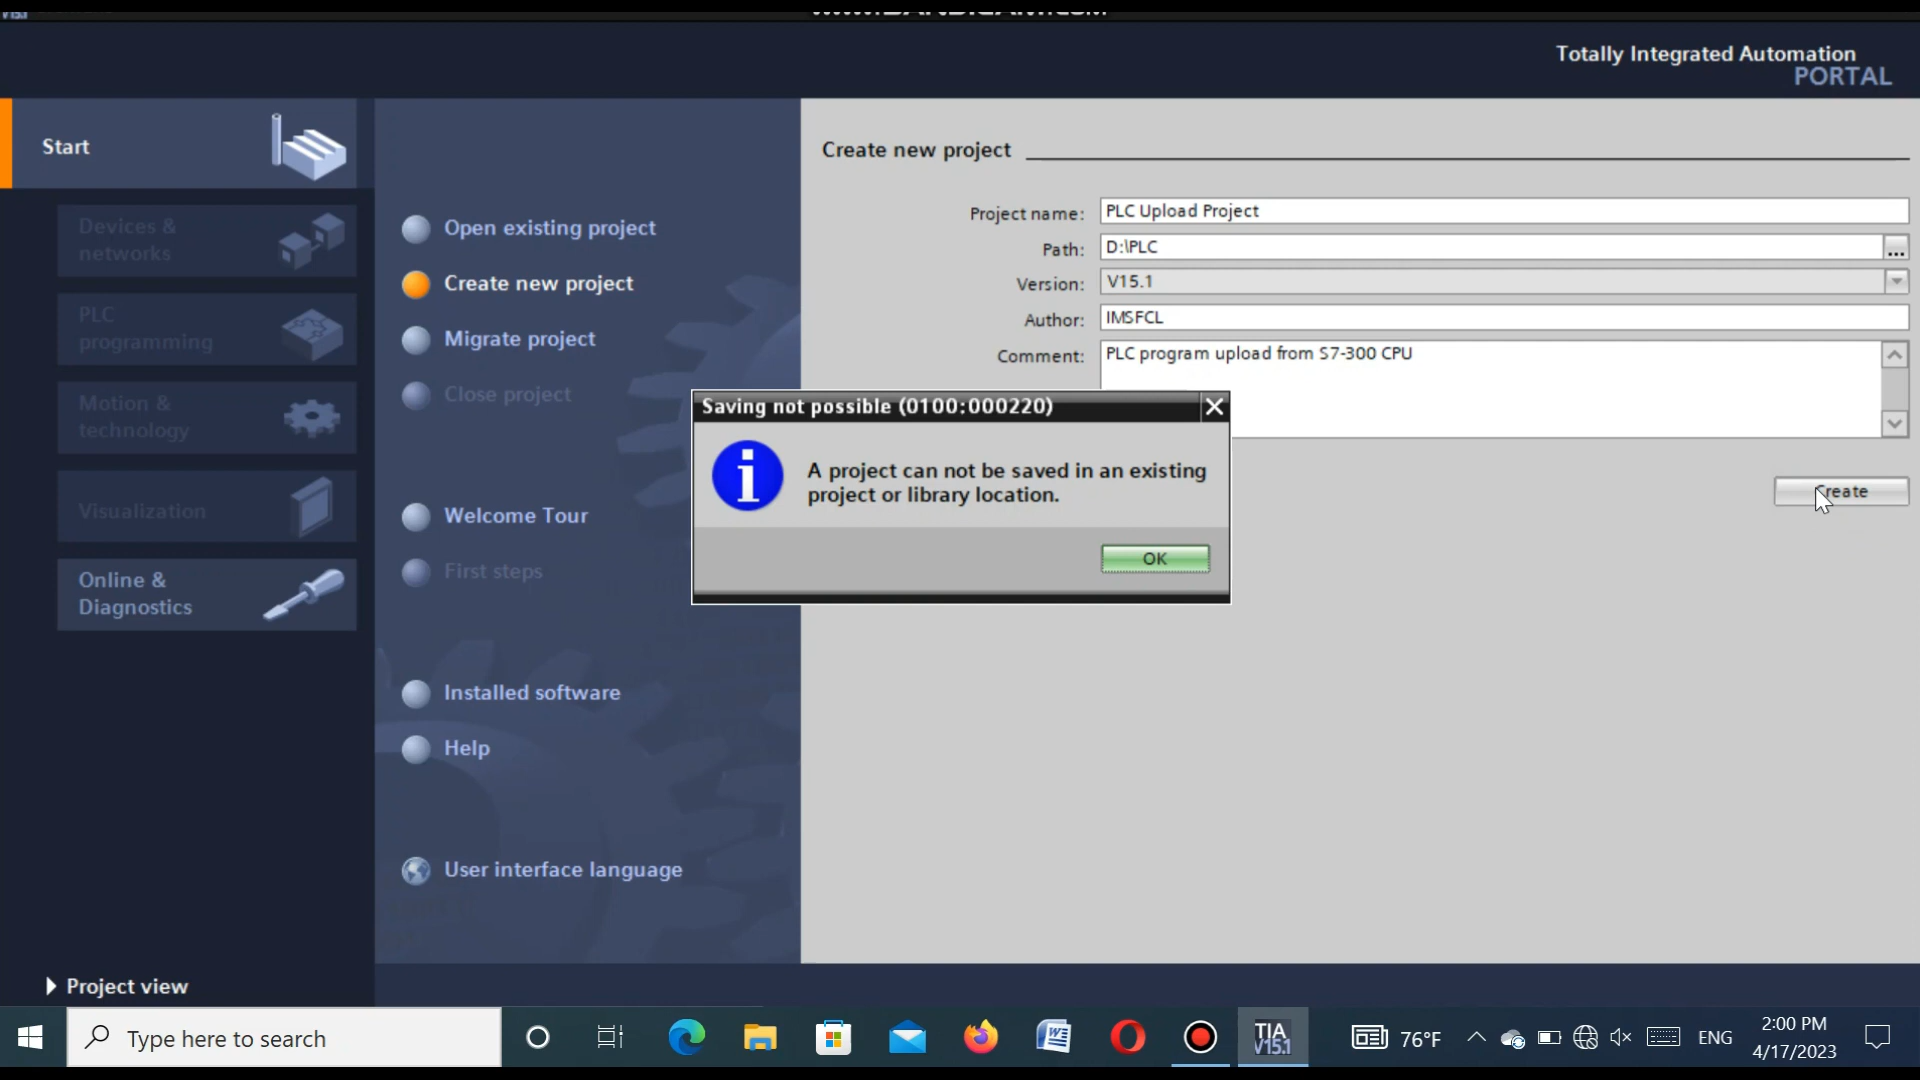 Totally Integrated Automation
PORTAL
Start
Devices &
networks
PLC
programming
Motion &
technology
Visualization
Online &
Diagnostics
Project view
Open existing project
Create new project
Migrate project
Close project
Welcome Tour
First steps
Installed software
Help
User interface language
Create new project
Project name: PLC Upload Project
Path: D:\PLC ...
Version: V15.1
Author: IMSFCL
Comment: PLC program upload from S7-300 CPU
Create
Saving not possible (0100:000220)
A project can not be saved in an existing
project or library location.
OK
Type here to search
TIA
V15.1
76°F
ENG
2:00 PM
4/17/2023